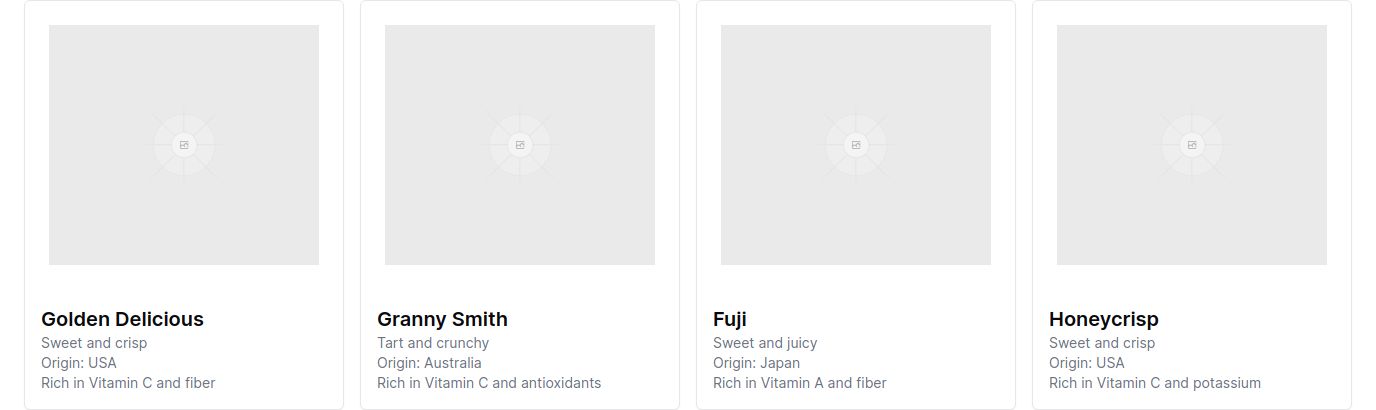 Golden Delicious
Sweet and crisp
Origin: USA
Rich in Vitamin C and fiber
Granny Smith
Tart and crunchy
Origin: Australia
Rich in Vitamin C and antioxidants
Fuji
Sweet and juicy
Origin: Japan
Rich in Vitamin A and fiber
Honeycrisp
Sweet and crisp
Origin: USA
Rich in Vitamin C and potassium